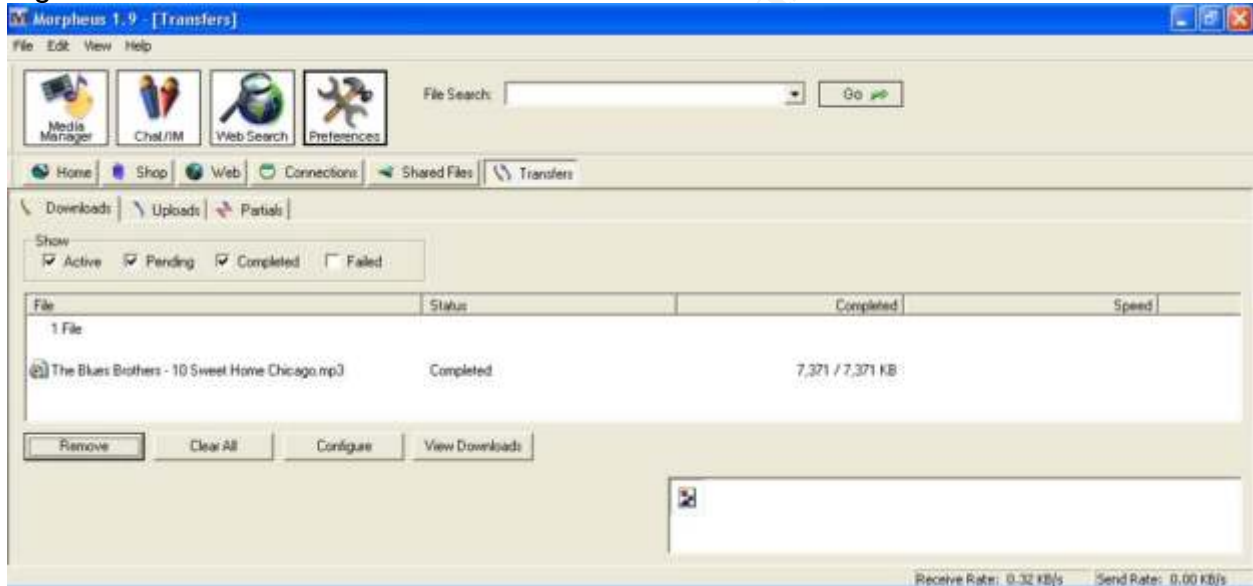 Morpheus 1.9 - [Transfers]
File Edit View Help
Media Manager
Chat/IM
Web Search
Preferences
File Search:
Go
Home Shop Web Connections Shared Files Transfers
Downloads Uploads Partials
Show
Active Pending Completed Failed
File Status Completed Speed
1 File
The Blues Brothers - 10 Sweet Home Chicago.mp3 Completed 7,371 / 7,371 KB
Remove Clear All Configure View Downloads
Receive Rate: 0.32 KB/s Send Rate: 0.00 KB/s